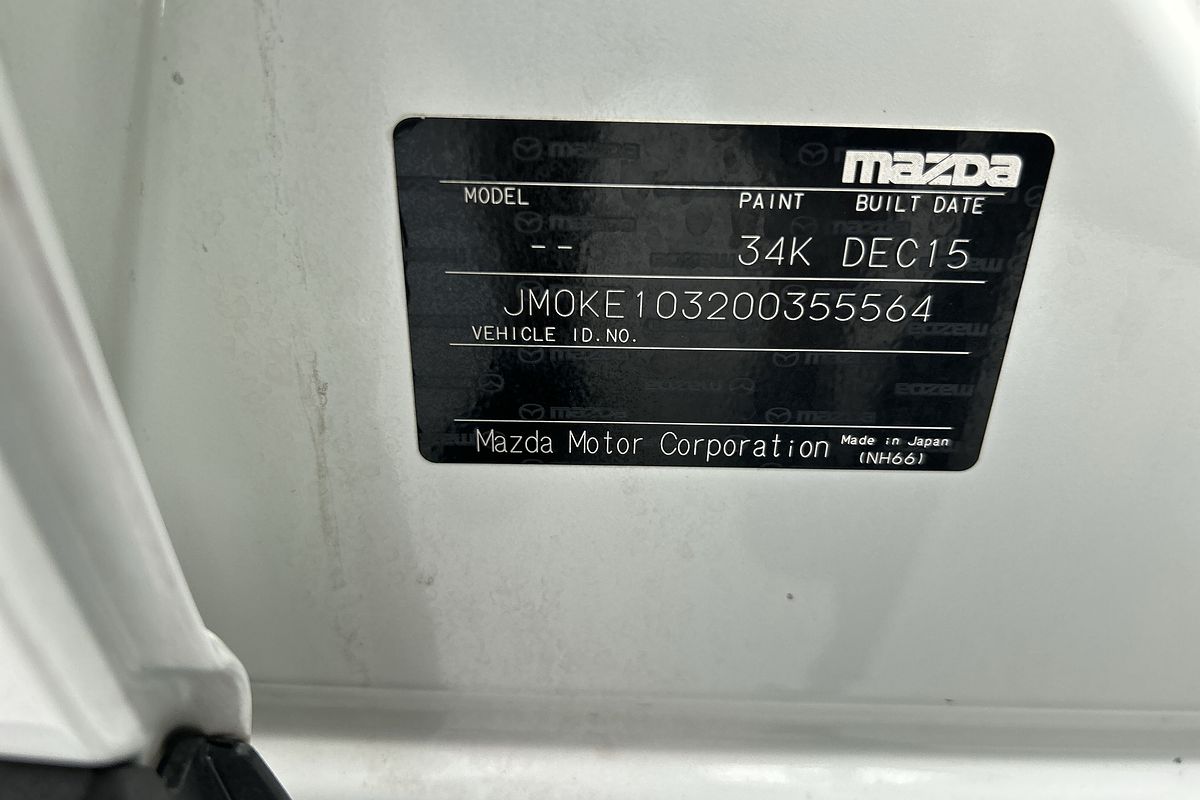 mazda
MODEL PAINT BUILT DATE
-- 34K DEC15
JM0KE103200355564
VEHICLE ID.NO.
Mazda Motor Corporation Made in Japan
(NH66)